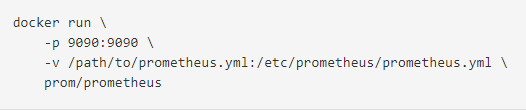 docker run \
    -p 9090:9090 \
    -v /path/to/prometheus.yml:/etc/prometheus/prometheus.yml \
    prom/prometheus